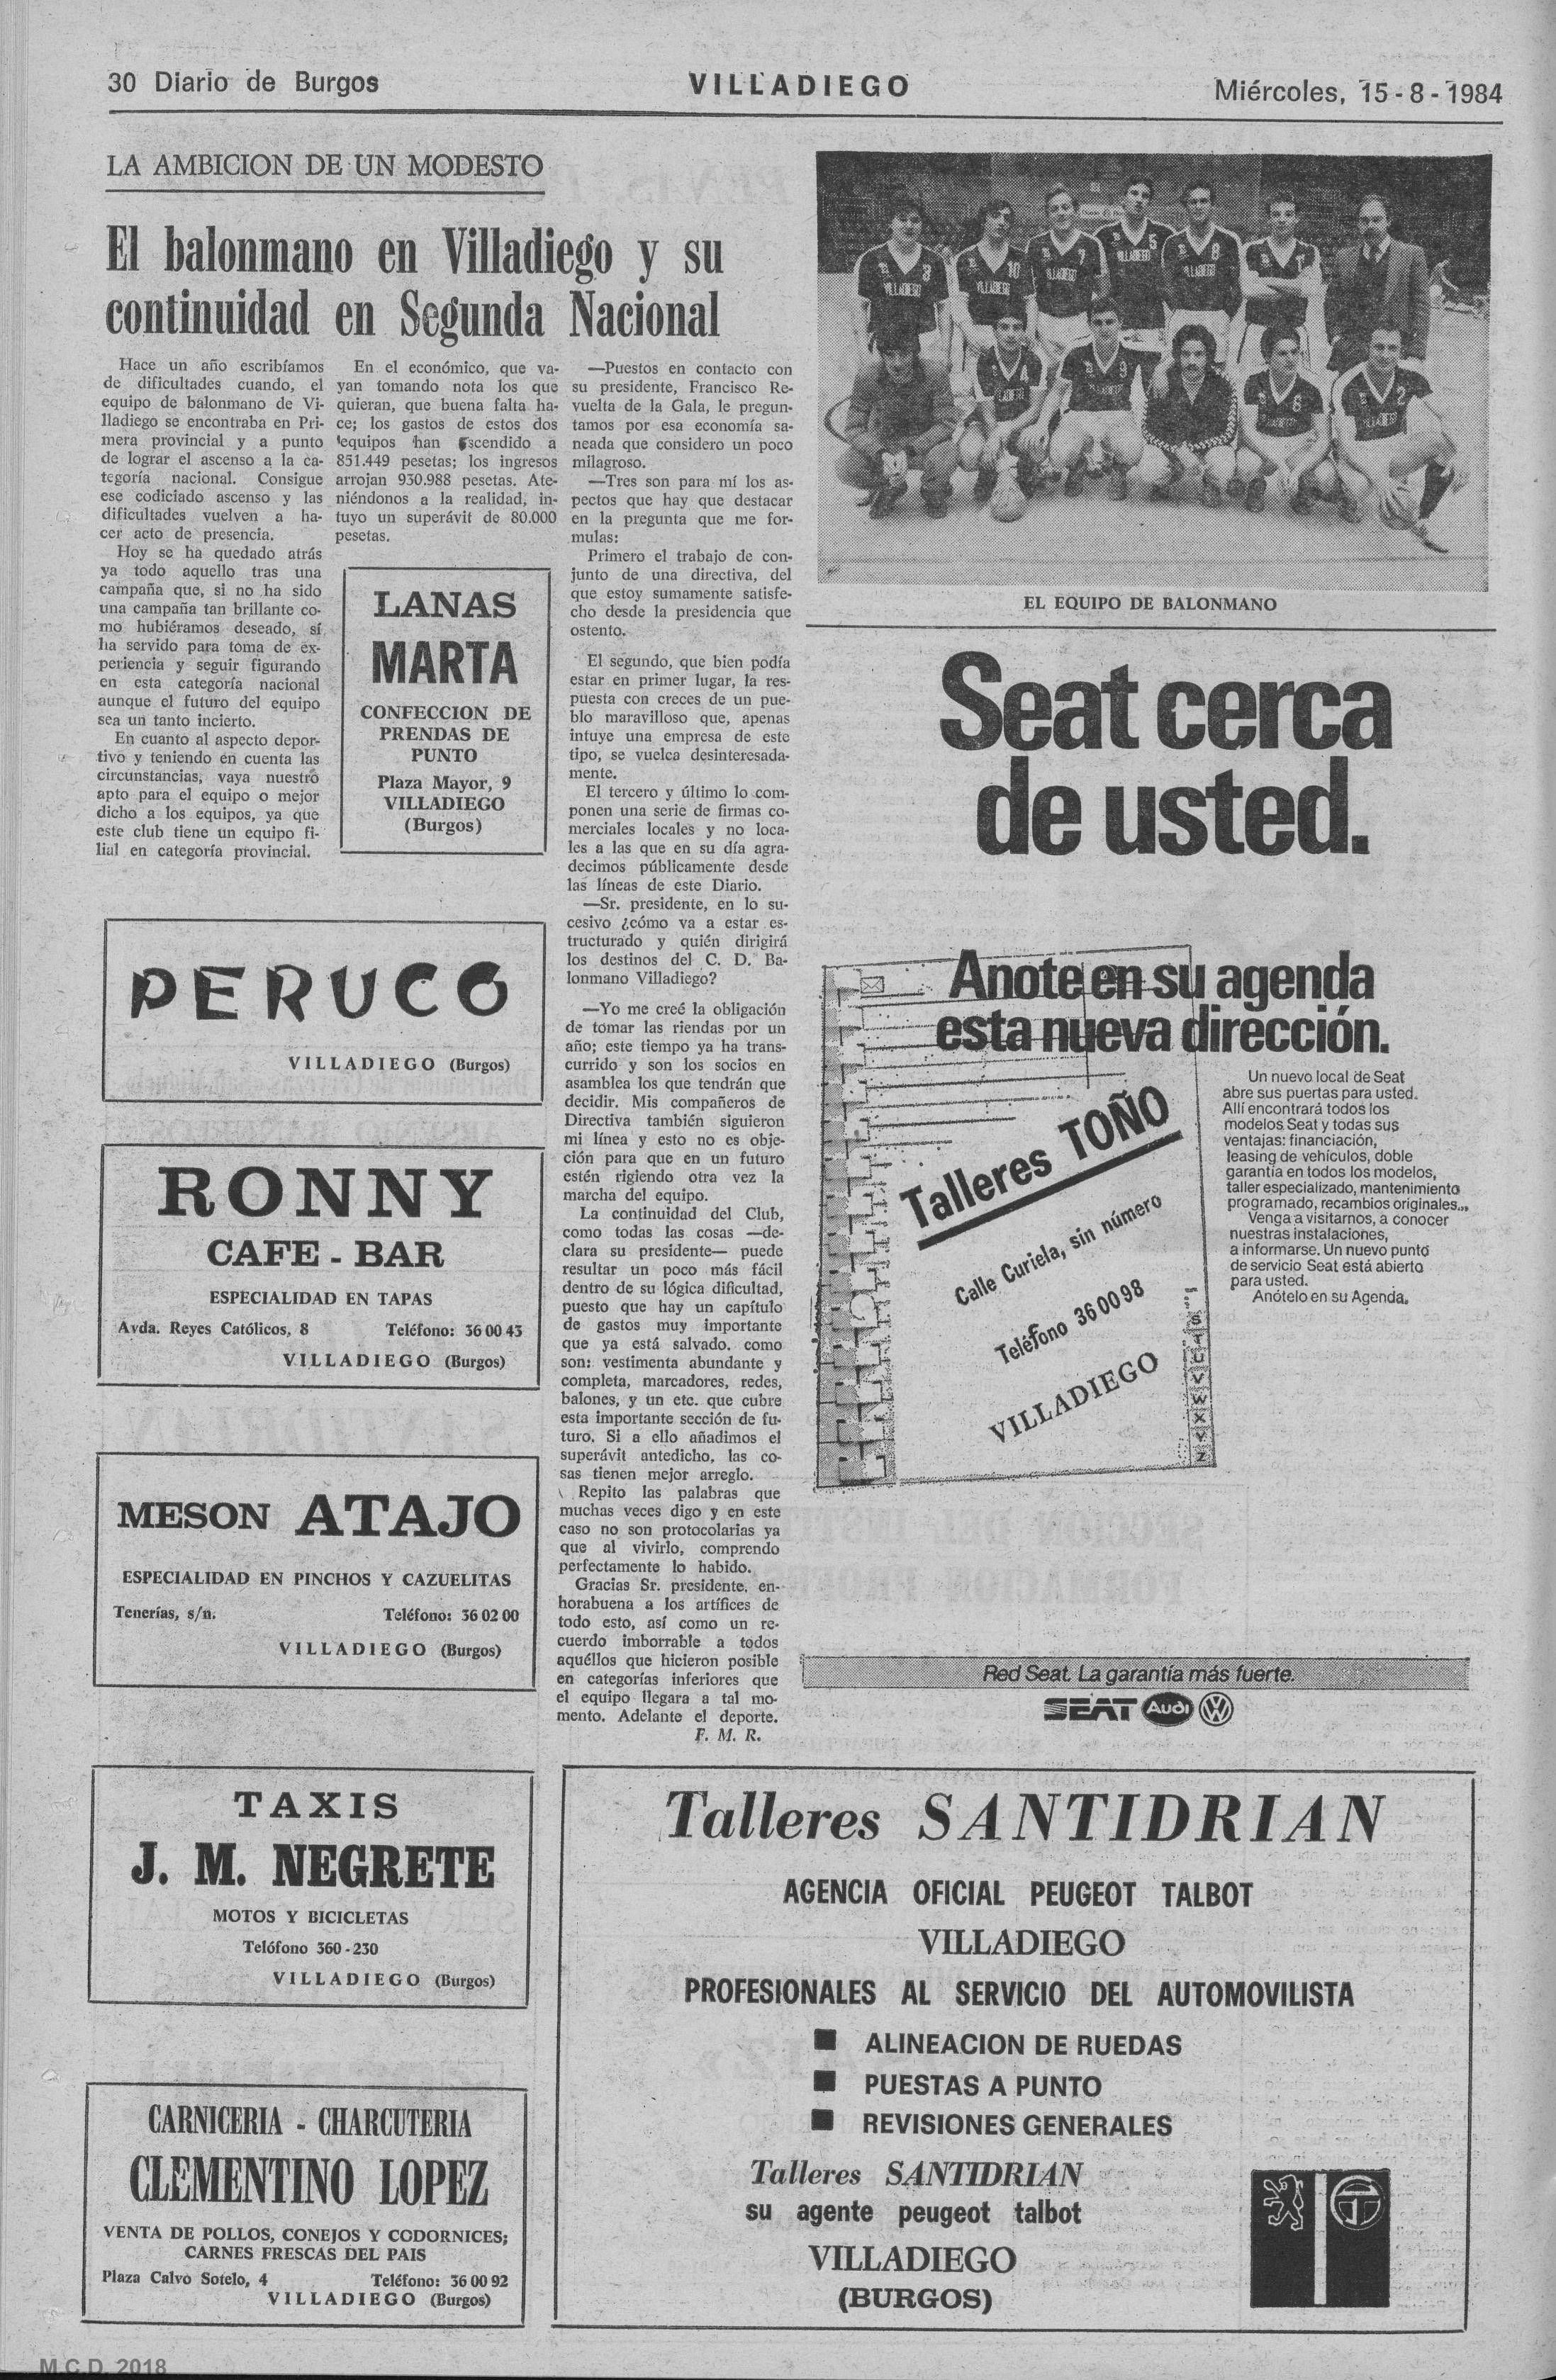 30 Diario de Burgos
VILLADIEGO
Miércoles, 15-8-1984
LA AMBICION DE UN MODESTO
El balonmano en Villadiego y su
continuidad en Segunda Nacional
Hace un año escribíamos
de dificultades cuando, el
equipo de balonmano de Vi-
lladiego se encontraba en Pri-
mera provincial y a punto
de lograr el ascenso a la ca-
tegoría nacional. Consigue
ese codiciado ascenso y las
dificultades vuelven a ha-
cer acto de presencia.
Hoy se ha quedado atrás
ya todo aquello tras una
campaña que, si no ha sido
una campaña tan brillante co-
mo hubiéramos deseado, sí
ha servido para toma de ex-
periencia y seguir figurando
en esta categoría nacional
aunque el futuro del equipo
sea un tanto incierto.
En cuanto al aspecto depor-
tivo y teniendo en cuenta las
circunstancias, vaya nuestro
apto para el equipo o mejor
dicho a los equipos, ya que
este club tiene un equipo fi-
lial en categoría provincial.
En el económico, que va-
yan tomando nota los que
quieran, que buena falta ha-
ce; los gastos de estos dos
equipos han ascendido a
851.449 pesetas; los ingresos
arrojan 930.988 pesetas. Ate-
niéndonos a la realidad, in-
tuyo un superávit de 80.000
pesetas.
LANAS
MARTA
CONFECCION DE
PRENDAS DE
PUNTO
Plaza Mayor, 9
VILLADIEGO
(Burgos)
—Puestos en contacto con
su presidente, Francisco Re-
vuelta de la Gala, le pregun-
tamos por esa economía sa-
neada que considero un poco
milagroso.
—Tres son para mí los as-
pectos que hay que destacar
en la pregunta que me for-
mulas:
Primero el trabajo de con-
junto de una directiva, del
que estoy sumamente satisfe-
cho desde la presidencia que
ostento.
El segundo, que bien podía
estar en primer lugar, la res-
puesta con creces de un pue-
blo maravilloso que, apenas
intuye una empresa de este
tipo, se vuelca desinteresada-
mente.
El tercero y último lo com-
ponen una serie de firmas co-
merciales locales y no loca-
les a las que en su día agra-
decimos públicamente desde
las líneas de este Diario.
—Sr. presidente, en lo su-
cesivo ¿cómo va a estar es-
tructurado y quién dirigirá
los destinos del C. D. Ba-
lonmano Villadiego?
—Yo me creé la obligación
de tomar las riendas por un
año; este tiempo ya ha trans-
currido y son los socios en
asamblea los que tendrán que
decidir. Mis compañeros de
Directiva también siguieron
mi línea y esto no es obje-
ción para que en un futuro
estén rigiendo otra vez la
marcha del equipo.
La continuidad del Club,
como todas las cosas —de-
clara su presidente— puede
resultar un poco más fácil
dentro de su lógica dificultad,
puesto que hay un capítulo
de gastos muy importante
que ya está salvado, como
son: vestimenta abundante y
completa, marcadores, redes,
balones, y un etc. que cubre
esta importante sección de fu-
turo. Si a ello añadimos el
superávit antedicho, las co-
sas tienen mejor arreglo.
Repito las palabras que
muchas veces digo y en este
caso no son protocolarias ya
que al vivirlo, comprendo
perfectamente lo habido.
Gracias Sr. presidente, en-
horabuena a los artífices de
todo esto, así como un re-
cuerdo imborrable a todos
aquéllos que hicieron posible
en categorías inferiores que
el equipo llegara a tal mo-
mento. Adelante el deporte.
F. M. R.
3 VILLADIEGO
10 VILLADIEGO
7 VILLADIEGO
5 VILLADIEGO
8 VILLADIEGO
VILLADIEGO
9
6
2
EL EQUIPO DE BALONMANO
Seat cerca
de usted.
Anote en su agenda
esta nueva dirección.
Talleres TOÑO
Calle Curiela, sin número
Teléfono 36 00 98
VILLADIEGO
S
T
U
V
W
X
Y
Z
Un nuevo local de Seat
abre sus puertas para usted.
Allí encontrará todos los
modelos Seat y todas sus
ventajas: financiación,
leasing de vehículos, doble
garantía en todos los modelos,
taller especializado, mantenimiento
programado, recambios originales...
Venga a visitarnos, a conocer
nuestras instalaciones,
a informarse. Un nuevo punto
de servicio Seat está abierto
para usted.
Anótelo en su Agenda.
Red Seat. La garantía más fuerte.
SEAT Audi VW
PERUCO
VILLADIEGO (Burgos)
RONNY
CAFE - BAR
ESPECIALIDAD EN TAPAS
Avda. Reyes Católicos, 8 Teléfono: 36 00 43
VILLADIEGO (Burgos)
MESON ATAJO
ESPECIALIDAD EN PINCHOS Y CAZUELITAS
Tenerías, s/n. Teléfono: 36 02 00
VILLADIEGO (Burgos)
TAXIS
J. M. NEGRETE
MOTOS Y BICICLETAS
Telófono 360-230
VILLADIEGO (Burgos)
CARNICERIA - CHARCUTERIA
CLEMENTINO LOPEZ
VENTA DE POLLOS, CONEJOS Y CODORNICES;
CARNES FRESCAS DEL PAIS
Plaza Calvo Sotelo, 4 Teléfono: 36 00 92
VILLADIEGO (Burgos)
Talleres SANTIDRIAN
AGENCIA OFICIAL PEUGEOT TALBOT
VILLADIEGO
PROFESIONALES AL SERVICIO DEL AUTOMOVILISTA
■ ALINEACION DE RUEDAS
■ PUESTAS A PUNTO
■ REVISIONES GENERALES
Talleres SANTIDRIAN
su agente peugeot talbot
VILLADIEGO
(BURGOS)
M.C.D. 2018